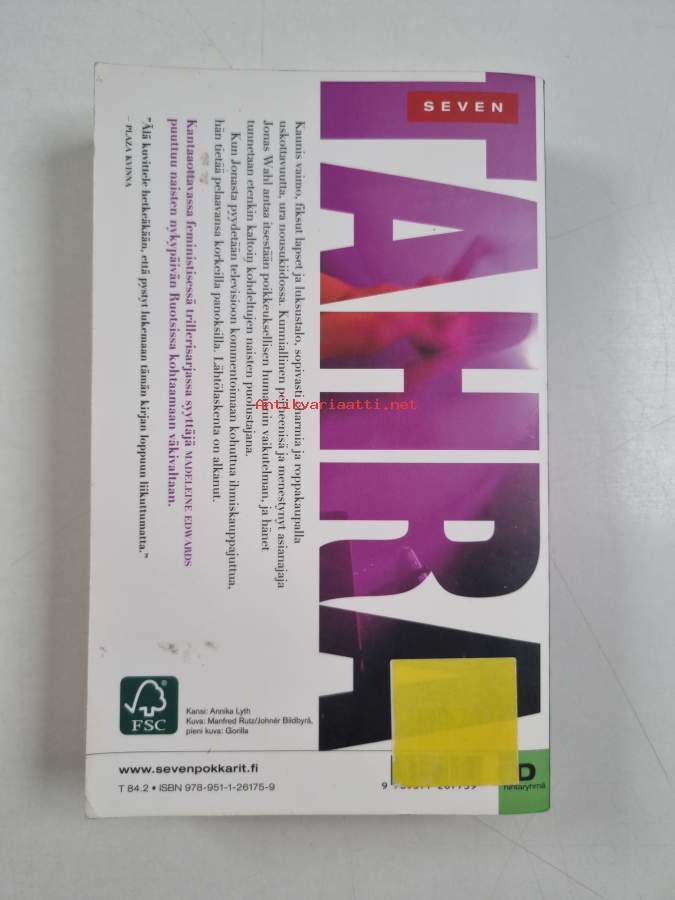 SEVEN
TAHRA
Kaunis vaimo, fiksut lapset ja luksustalo, sopivasti charmia ja roppakaupalla
uskottavuutta, ura nousukiidossa. Kunniallinen perheenisä ja menestynyt asianajaja
Jonas Wahl antaa itsestään poikkeuksellisen humaanin vaikutelman, ja hänet
tunnetaan etenkin kaltoin kohdeltujen naisten puolustajana.
Kun Jonasta pyydetään televisioon kommentoimaan kohuttua ihmiskauppajuttua,
hän tietää pelaavansa korkeilla panoksilla. Lähtölaskenta on alkanut.
Kantaaottavassa feministisessä trillerisarjassa syyttäjä MADELEINE EDWARDS
puuttuu naisten nykypäivän Ruotsissa kohtaamaan väkivaltaan.
"Älä kuvittele hetkeäkään, että pystyt lukemaan tämän kirjan loppuun liikuttumatta."
– PLAZA KVINNA
Antikvariaatti.net
FSC
Kansi: Annika Lyth
Kuva: Manfred Rutz/Johnér Bildbyrå,
pieni kuva: Gorilla
www.sevenpokkarit.fi
T 84.2 • ISBN 978-951-1-26175-9
D
hintaryhmä